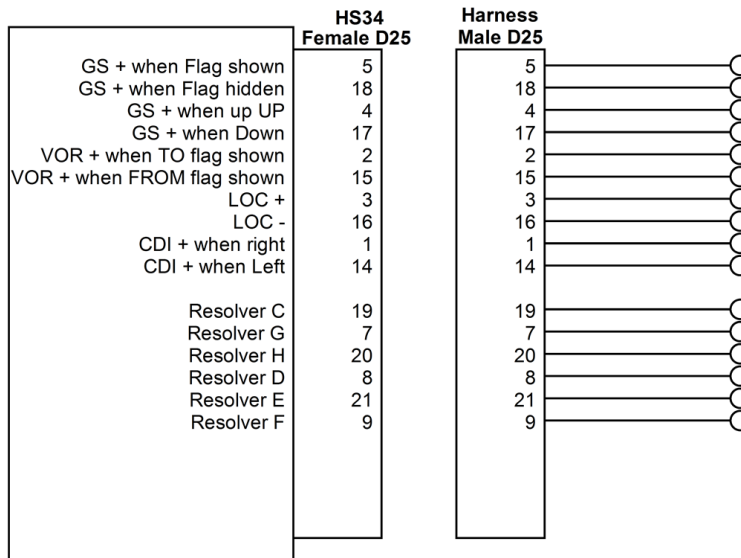 HS34 Harness
Female D25 Male D25
GS + when Flag shown 5 5
GS + when Flag hidden 18 18
GS + when up UP 4 4
GS + when Down 17 17
VOR + when TO flag shown 2 2
VOR + when FROM flag shown 15 15
LOC + 3 3
LOC - 16 16
CDI + when right 1 1
CDI + when Left 14 14
Resolver C 19 19
Resolver G 7 7
Resolver H 20 20
Resolver D 8 8
Resolver E 21 21
Resolver F 9 9